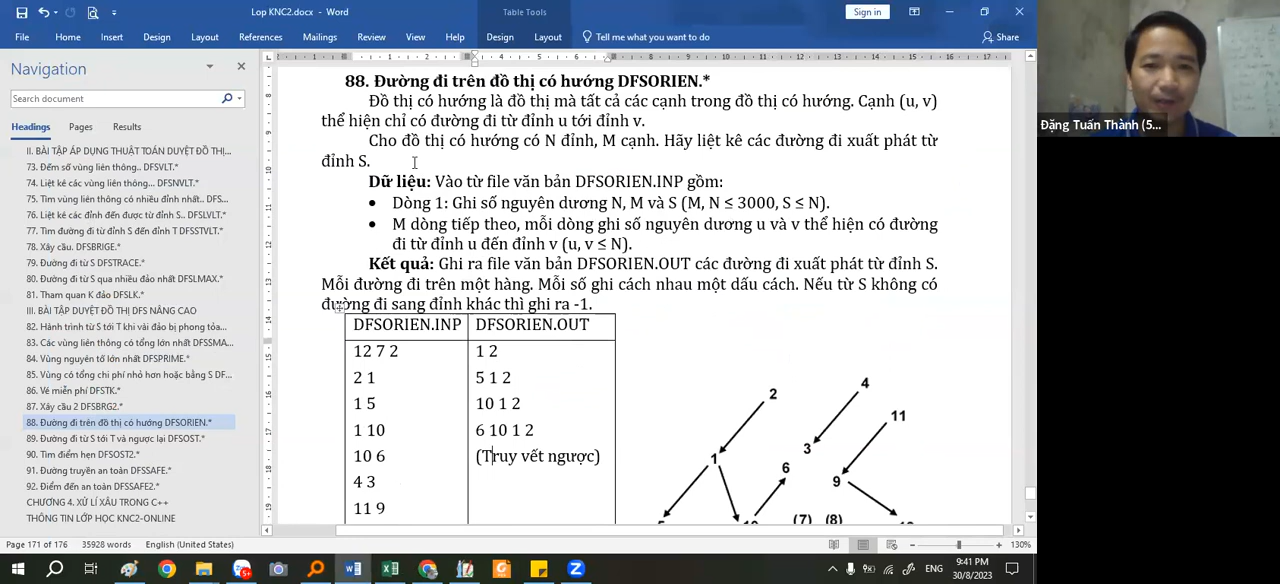 Lop KNC2.docx - Word
Table Tools
Sign in
File
Home
Insert
Design
Layout
References
Mailings
Review
View
Help
Design
Layout
Tell me what you want to do
Share
Navigation
Search document
Headings
Pages
Results
II. BÀI TẬP ÁP DỤNG THUẬT TOÁN DUYỆT ĐỒ THỊ...
73. Đếm số vùng liên thông.. DFSVLT.*
74. Liệt kê các vùng liên thông... DFSNVLT.*
75. Tìm vùng liên thông có nhiều đỉnh nhất.. DFS...
76. Liệt kê các đỉnh đến được từ đỉnh S.. DFSLVLT.*
77. Tìm đường đi từ đỉnh S đến đỉnh T DFSSTVLT.*
78. Xây cầu. DFSBRIGE.*
79. Đường đi từ S DFSTRACE.*
80. Đường đi từ S qua nhiều đảo nhất DFSLMAX.*
81. Tham quan K đảo DFSLK.*
III. BÀI TẬP DUYỆT ĐỒ THỊ DFS NÂNG CAO
82. Hành trình từ S tới T khi vài đảo bị phong tỏa...
83. Các vùng liên thông có tổng lớn nhất DFSSMA...
84. Vùng nguyên tố lớn nhất DFSPRIME.*
85. Vùng có tổng chi phí nhỏ hơn hoặc bằng S DF...
86. Vé miễn phí DFSTK.*
87. Xây cầu 2 DFSBRG2.*
88. Đường đi trên đồ thị có hướng DFSORIEN.*
89. Đường đi từ S tới T và ngược lại DFSOST.*
90. Tìm điểm hẹn DFSOST2.*
91. Đường truyền an toàn DFSSAFE.*
92. Điểm đến an toàn DFSSAFE2.*
CHƯƠNG 4. XỬ LÍ XÂU TRONG C++
THÔNG TIN LỚP HỌC KNC2-ONLINE
88. Đường đi trên đồ thị có hướng DFSORIEN.*
Đồ thị có hướng là đồ thị mà tất cả các cạnh trong đồ thị có hướng. Cạnh (u, v)
thể hiện chỉ có đường đi từ đỉnh u tới đỉnh v.
Cho đồ thị có hướng có N đỉnh, M cạnh. Hãy liệt kê các đường đi xuất phát từ
đỉnh S.
Dữ liệu: Vào từ file văn bản DFSORIEN.INP gồm:
• Dòng 1: Ghi số nguyên dương N, M và S (M, N ≤ 3000, S ≤ N).
• M dòng tiếp theo, mỗi dòng ghi số nguyên dương u và v thể hiện có đường
đi từ đỉnh u đến đỉnh v (u, v ≤ N).
Kết quả: Ghi ra file văn bản DFSORIEN.OUT các đường đi xuất phát từ đỉnh S.
Mỗi đường đi trên một hàng. Mỗi số ghi cách nhau một dấu cách. Nếu từ S không có
đường đi sang đỉnh khác thì ghi ra -1.
DFSORIEN.INP DFSORIEN.OUT
12 7 2 1 2
2 1 5 1 2
1 5 10 1 2
1 10 6 10 1 2
10 6 (Truy vết ngược)
4 3
11 9
2
4
11
1
3
6
9
(7) (8)
Đặng Tuấn Thành (5...
Page 171 of 176
35928 words
English (United States)
130%
ENG
9:41 PM
30/8/2023